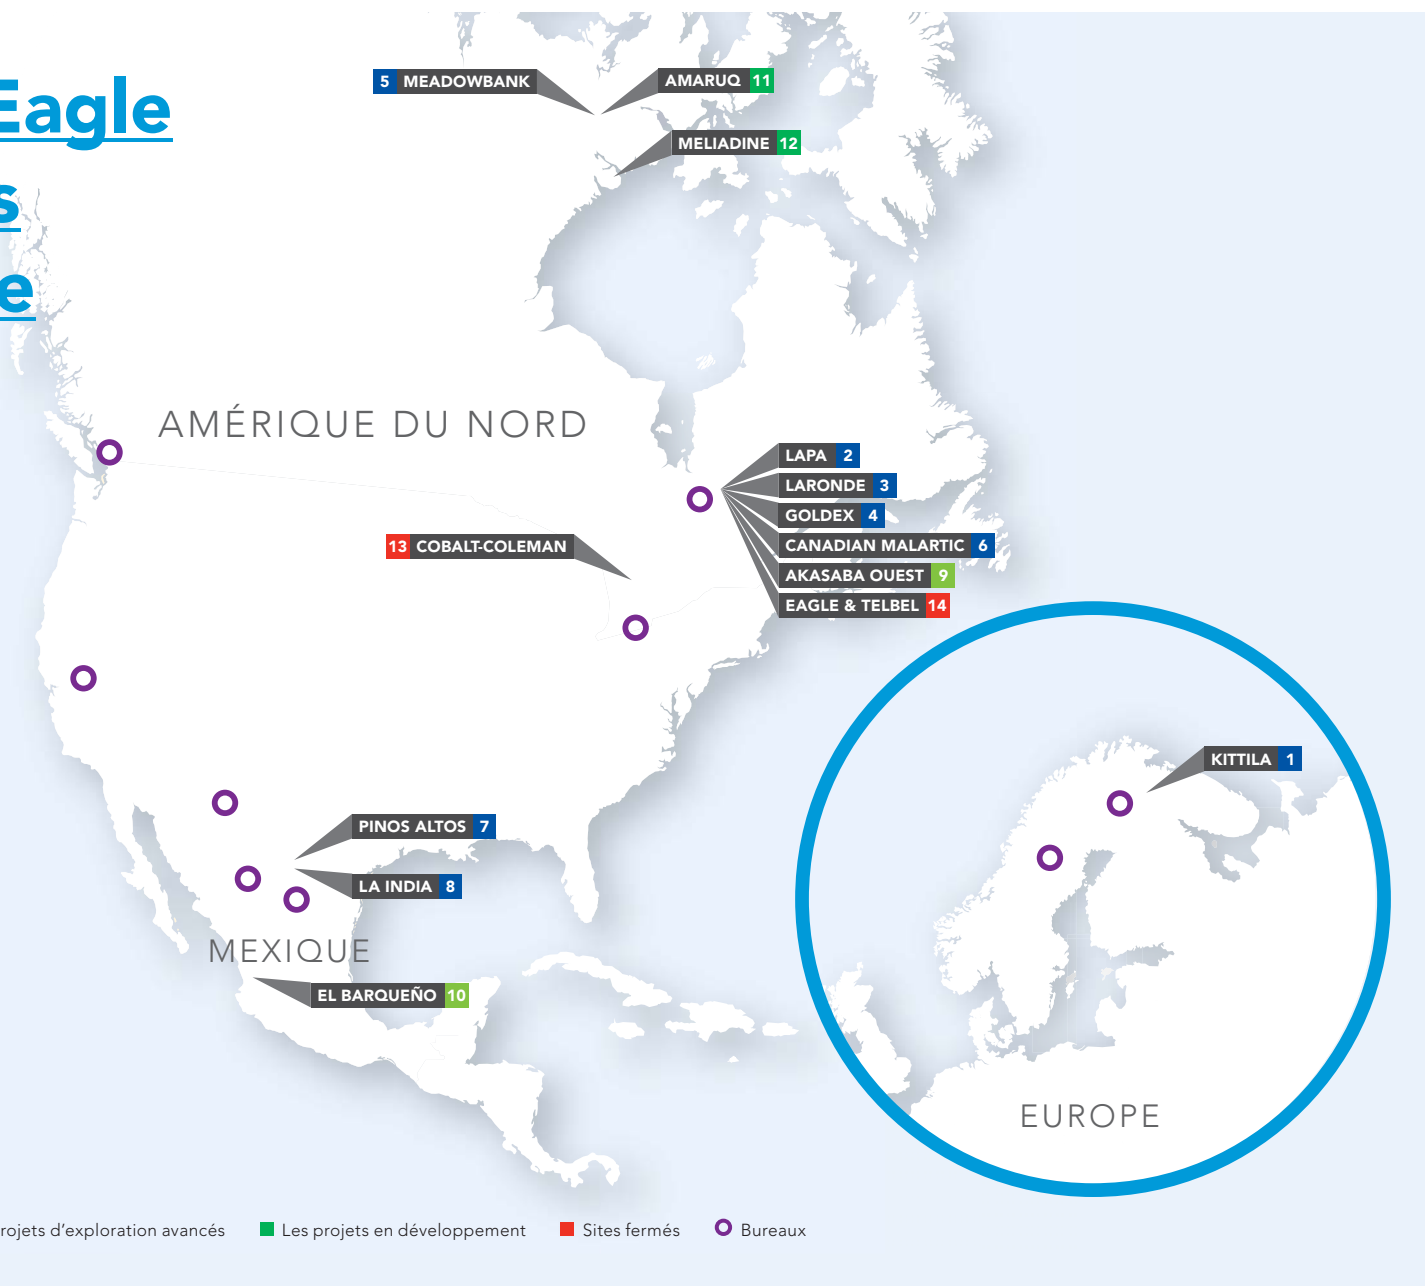 Eagle
s
e
5 MEADOWBANK
AMARUQ 11
MELIADINE 12
AMÉRIQUE DU NORD
LAPA 2
LARONDE 3
GOLDEX 4
CANADIAN MALARTIC 6
AKASABA OUEST 9
EAGLE & TELBEL 14
13 COBALT-COLEMAN
KITTILA 1
PINOS ALTOS 7
LA INDIA 8
MEXIQUE
EL BARQUEÑO 10
EUROPE
rojets d'exploration avancés Les projets en développement Sites fermés Bureaux